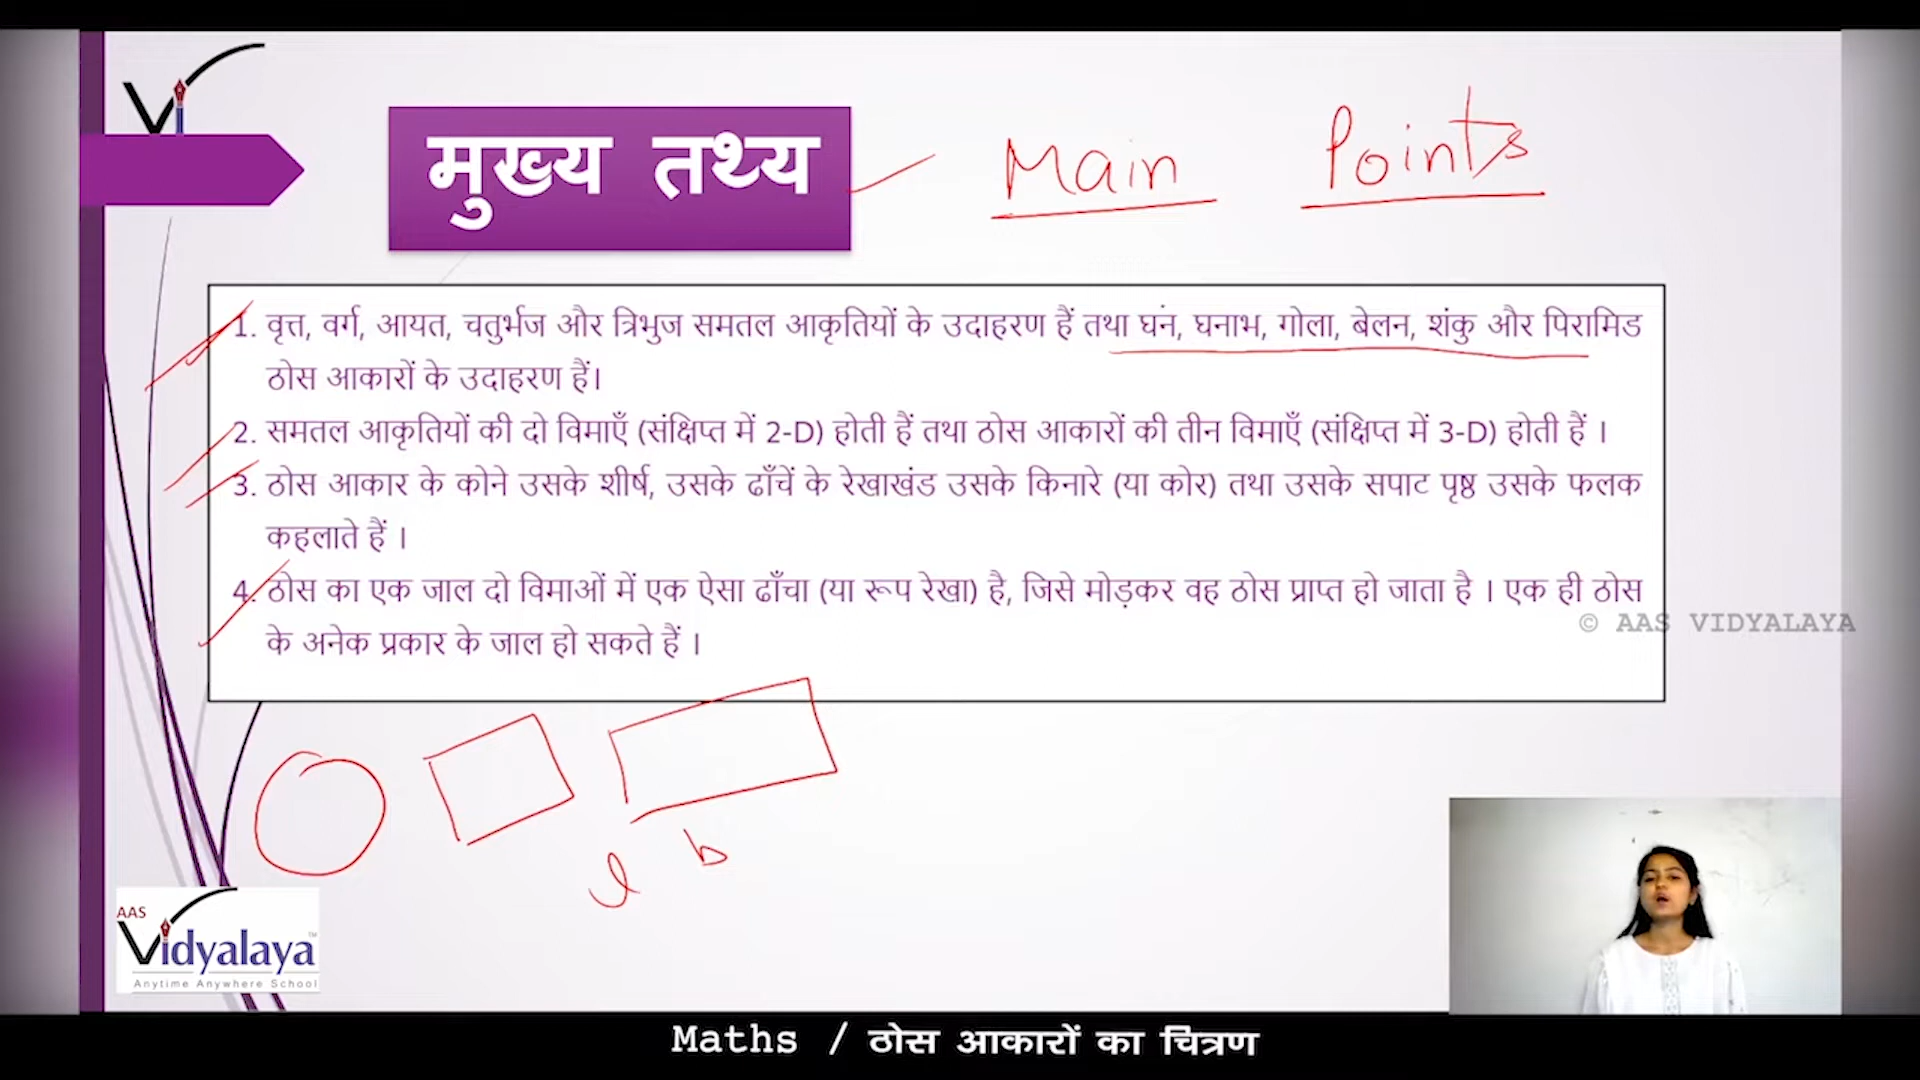 मुख्य तथ्य
Main Points
1. वृत्त, वर्ग, आयत, चतुर्भज और त्रिभुज समतल आकृतियों के उदाहरण हैं तथा घंन, घनाभ, गोला, बेलन, शंकु और पिरामिड
ठोस आकारों के उदाहरण हैं।
2. समतल आकृतियों की दो विमाएँ (संक्षिप्त में 2-D) होती हैं तथा ठोस आकारों की तीन विमाएँ (संक्षिप्त में 3-D) होती हैं ।
3. ठोस आकार के कोने उसके शीर्ष, उसके ढाँचें के रेखाखंड उसके किनारे (या कोर) तथा उसके सपाट पृष्ठ उसके फलक
कहलाते हैं ।
4. ठोस का एक जाल दो विमाओं में एक ऐसा ढाँचा (या रूप रेखा) है, जिसे मोड़कर वह ठोस प्राप्त हो जाता है । एक ही ठोस
के अनेक प्रकार के जाल हो सकते हैं ।
© AAS VIDYALAYA
l b
AAS
Vidyalaya™
Anytime Anywhere School
Maths / ठोस आकारों का चित्रण